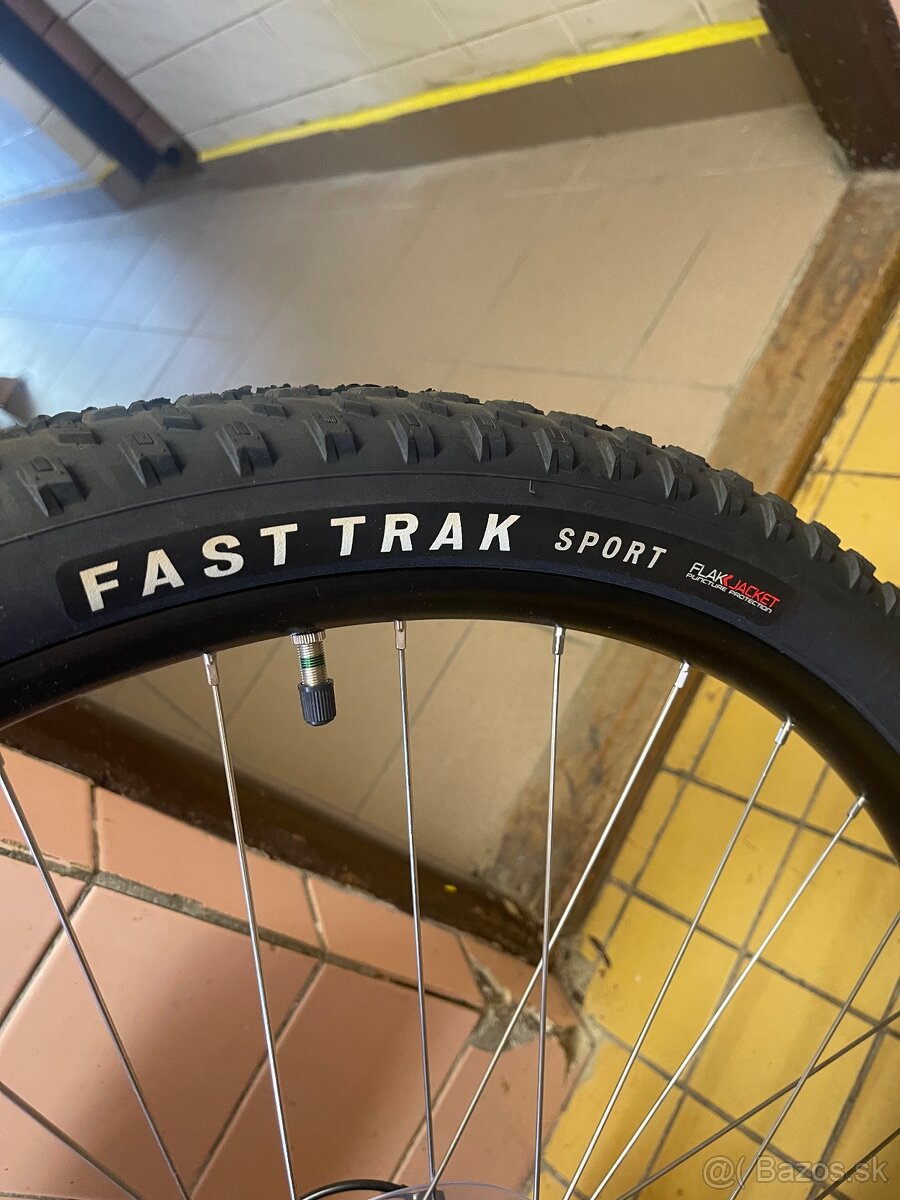 FAST TRAK SPORT FLAK JACKET
PUNCTURE PROTECTION
@( Bazos.sk